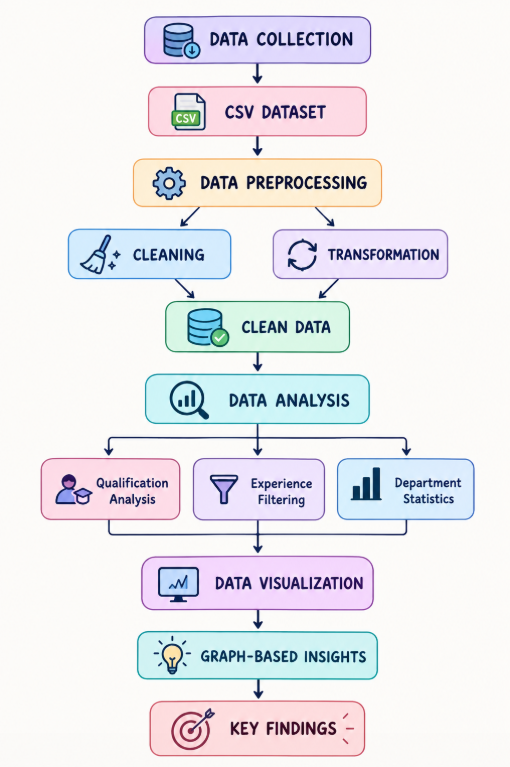 DATA COLLECTION
CSV
CSV DATASET
DATA PREPROCESSING
CLEANING
TRANSFORMATION
CLEAN DATA
DATA ANALYSIS
Qualification
Analysis
Experience
Filtering
Department
Statistics
DATA VISUALIZATION
GRAPH-BASED INSIGHTS
KEY FINDINGS